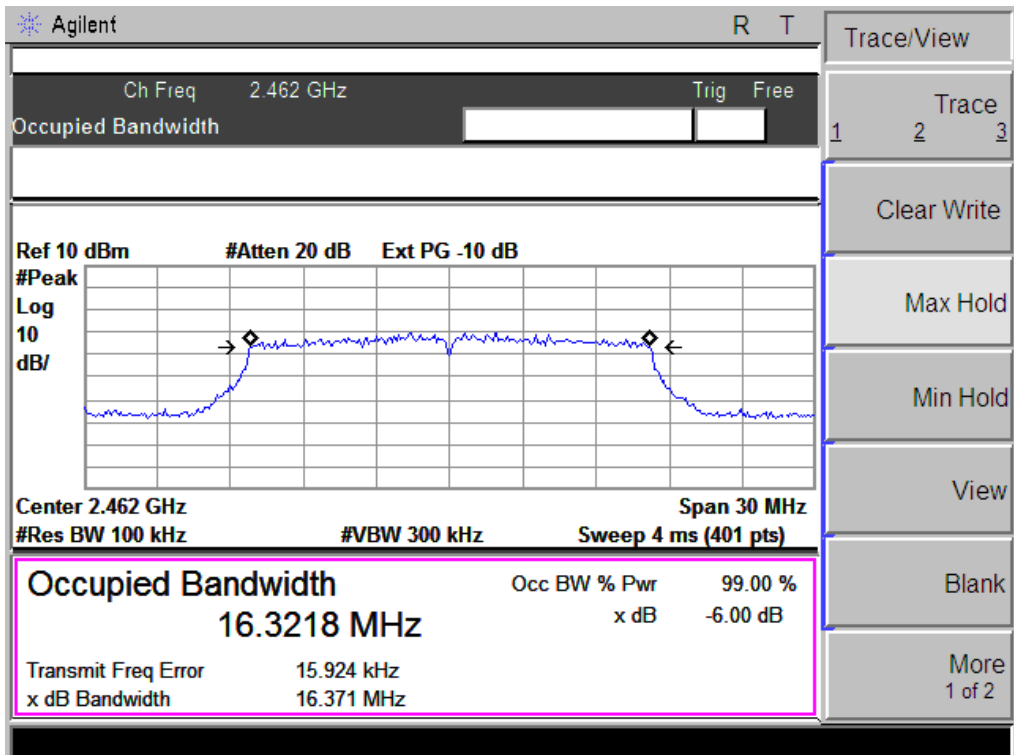 Agilent R T
Ch Freq 2.462 GHz Trig Free
Occupied Bandwidth
Ref 10 dBm #Atten 20 dB Ext PG -10 dB
#Peak
Log
10
dB/
Center 2.462 GHz Span 30 MHz
#Res BW 100 kHz #VBW 300 kHz Sweep 4 ms (401 pts)
Occupied Bandwidth Occ BW % Pwr 99.00 %
16.3218 MHz x dB -6.00 dB
Transmit Freq Error 15.924 kHz
x dB Bandwidth 16.371 MHz
Trace/View
Trace
1 2 3
Clear Write
Max Hold
Min Hold
View
Blank
More
1 of 2